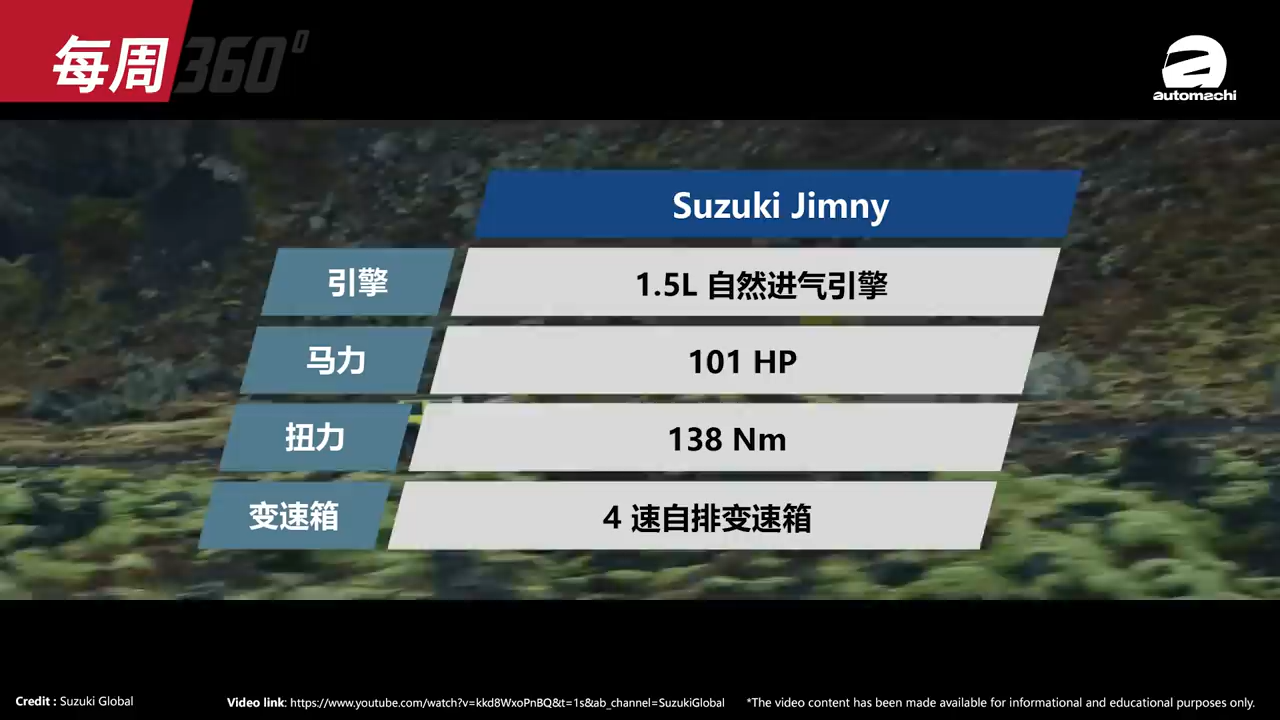 每周360°
automachi
Suzuki Jimny
引擎 1.5L 自然进气引擎
马力 101 HP
扭力 138 Nm
变速箱 4 速自排变速箱
Credit : Suzuki Global
Video link: https://www.youtube.com/watch?v=kkd8WxoPnBQ&t=1s&ab_channel=SuzukiGlobal
*The video content has been made available for informational and educational purposes only.